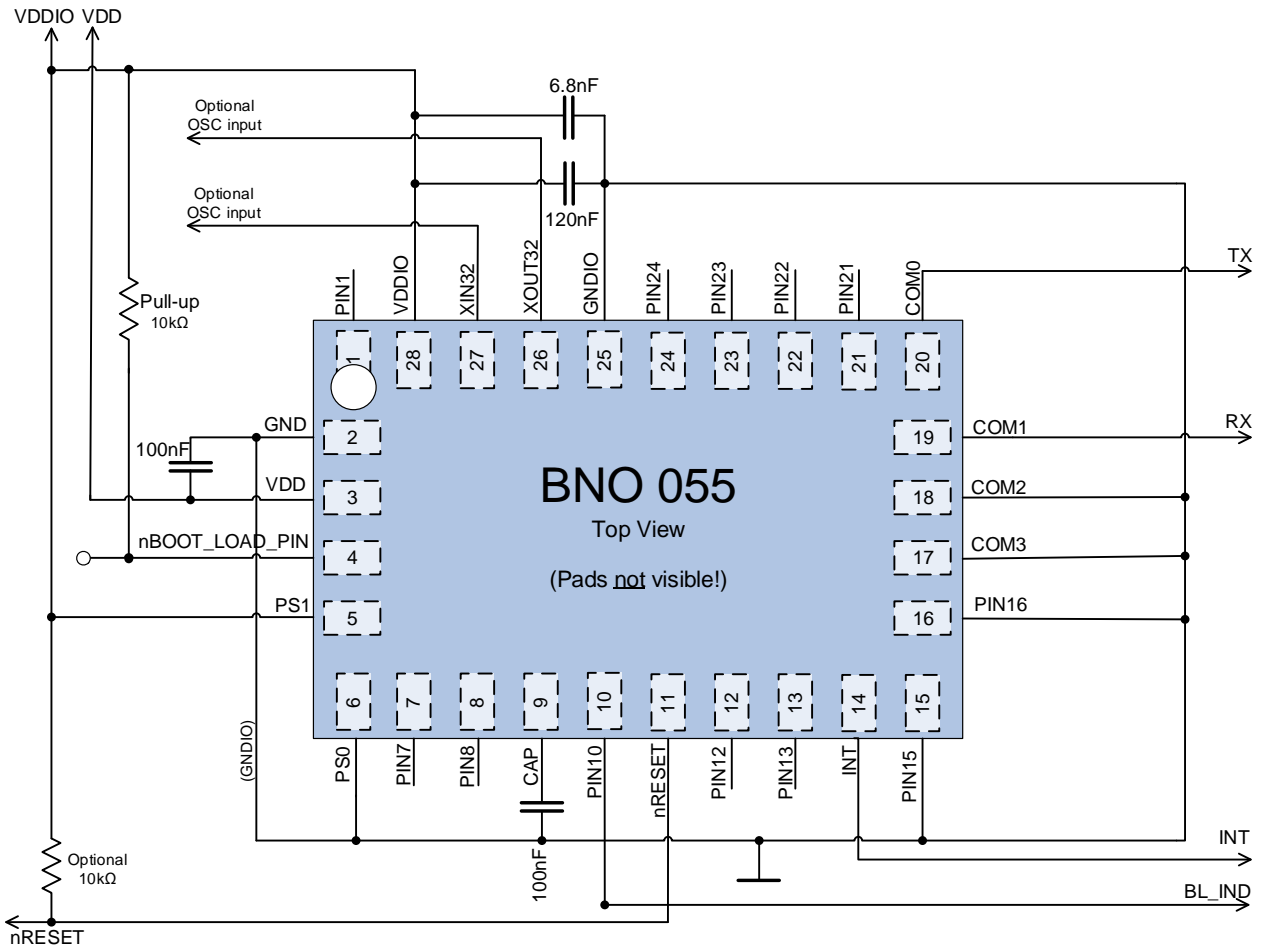 VDDIO
VDD
6.8nF
Optional
OSC input
Optional
OSC input
120nF
TX
Pull-up
10kΩ
PIN1
VDDIO
XIN32
XOUT32
GNDIO
PIN24
PIN23
PIN22
PIN21
COM0
1
28
27
26
25
24
23
22
21
20
GND
2
19
COM1
RX
100nF
VDD
3
BNO 055
18
COM2
Top View
nBOOT_LOAD_PIN
4
17
COM3
(Pads not visible!)
PS1
5
16
PIN16
6
7
8
9
10
11
12
13
14
15
(GNDIO)
PS0
PIN7
PIN8
CAP
PIN10
nRESET
PIN12
PIN13
INT
PIN15
100nF
INT
Optional
10kΩ
BL_IND
nRESET